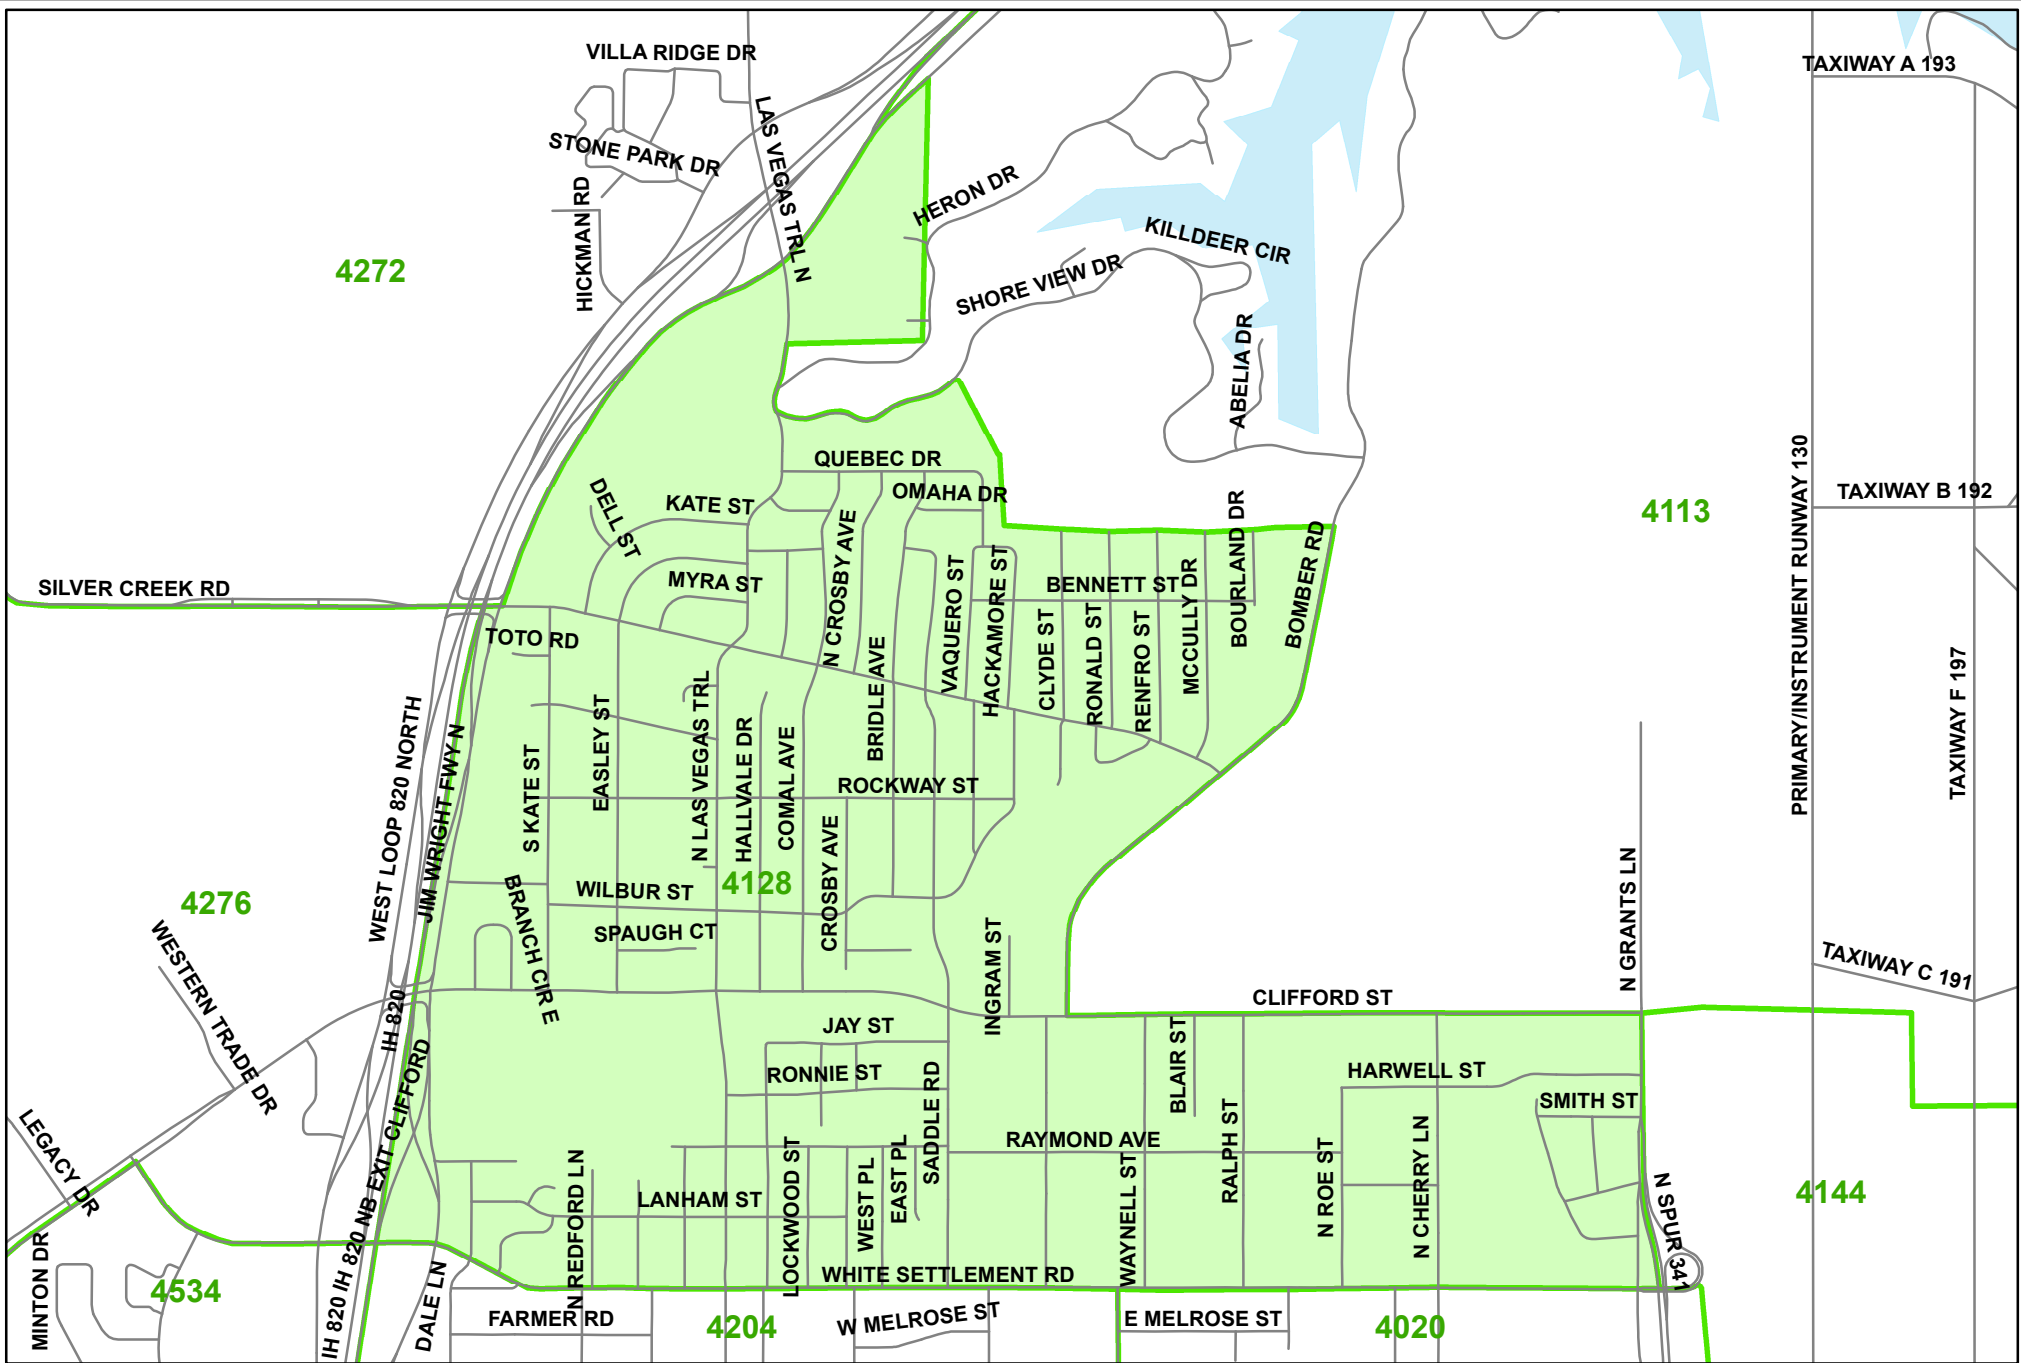 VILLA RIDGE DR
TAXIWAY A 193
LAS VEGAS TRL N
STONE PARK DR
HICKMAN RD
HERON DR
KILLDEER CIR
4272
SHORE VIEW DR
ABELIA DR
QUEBEC DR
OMAHA DR
KATE ST
DELL ST
N CROSBY AVE
BOURLAND DR
4113
PRIMARY/INSTRUMENT RUNWAY 130
TAXIWAY B 192
SILVER CREEK RD
MYRA ST
VAQUERO ST
HACKAMORE ST
BENNETT ST
MCCULLY DR
BOMBER RD
TOTO RD
BRIDLE AVE
CLYDE ST
RONALD ST
RENFRO ST
TAXIWAY F 197
WEST LOOP 820 NORTH
JIM WRIGHT FWY N
S KATE ST
EASLEY ST
N LAS VEGAS TRL
HALLVALE DR
COMAL AVE
ROCKWAY ST
CROSBY AVE
4128
WILBUR ST
BRANCH CIR E
SPAUGH CT
4276
WESTERN TRADE DR
INGRAM ST
N GRANTS LN
TAXIWAY C 191
IH 820
CLIFFORD ST
JAY ST
RONNIE ST
SADDLE RD
BLAIR ST
HARWELL ST
SMITH ST
RALPH ST
RAYMOND AVE
N ROE ST
N CHERRY LN
LEGACY DR
IH 820 IH 820 NB EXIT CLIFFORD
N REDFORD LN
LANHAM ST
LOCKWOOD ST
WEST PL
EAST PL
WAYNELL ST
N SPUR 341
4144
MINTON DR
4534
DALE LN
WHITE SETTLEMENT RD
FARMER RD
4204
W MELROSE ST
E MELROSE ST
4020